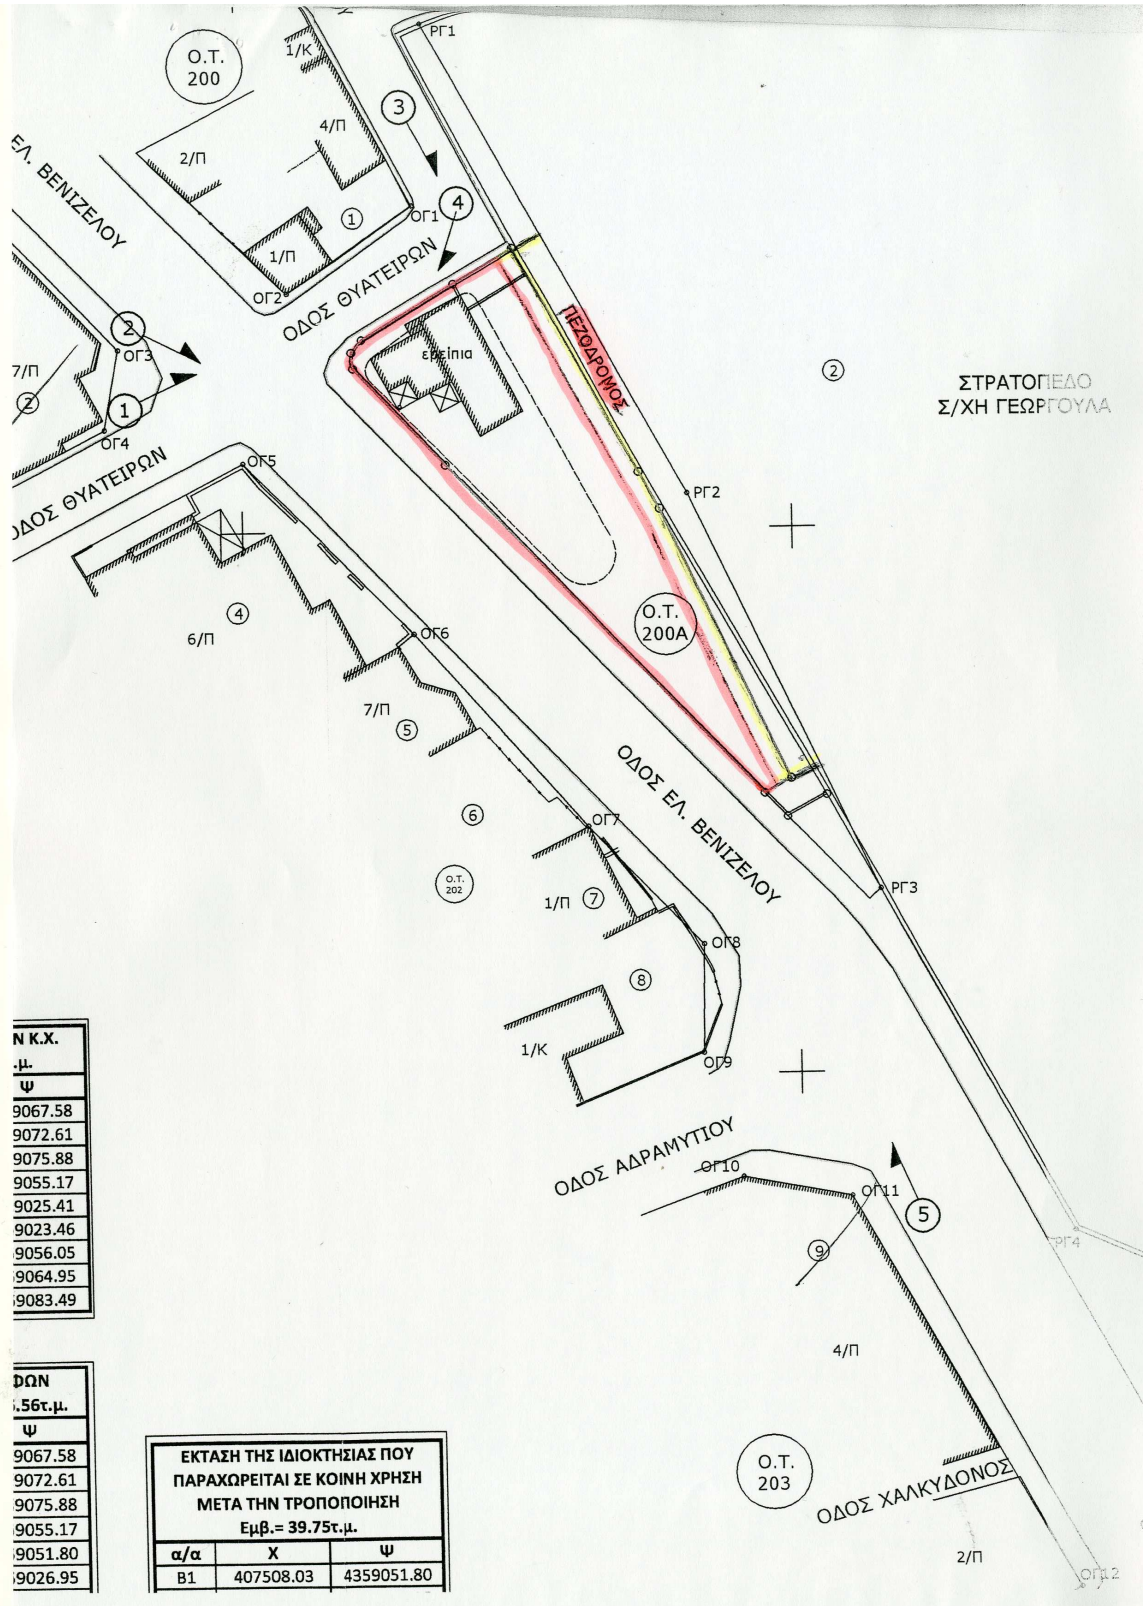 ΡΓ1
Ο.Τ.
200
1/Κ
3
4/Π
2/Π
ΕΛ. ΒΕΝΙΖΕΛΟΥ
1
ΟΓ1
4
1/Π
ΟΔΟΣ ΘΥΑΤΕΙΡΩΝ
ΟΓ2
2
ΟΓ3
ερείπια
ΠΕΖΟΔΡΟΜΟΣ
2
ΣΤΡΑΤΟΠΕΔΟ
Σ/ΧΗ ΓΕΩΡΓΟΥΛΑ
7/Π
2
1
ΟΓ4
ΟΔΟΣ ΘΥΑΤΕΙΡΩΝ
ΟΓ5
ΡΓ2
4
6/Π
ΟΓ6
Ο.Τ.
200Α
7/Π
5
ΟΔΟΣ ΕΛ. ΒΕΝΙΖΕΛΟΥ
6
ΟΓ7
Ο.Τ.
202
1/Π
7
ΡΓ3
ΟΓ8
8
1/Κ
ΟΓ9
ΟΔΟΣ ΑΔΡΑΜΥΤΙΟΥ
ΟΓ10
ΟΓ11
5
9
ΡΓ4
4/Π
Ο.Τ.
203
ΟΔΟΣ ΧΑΛΚΥΔΟΝΟΣ
2/Π
ΟΓ12
Ν Κ.Χ.
.μ.
Ψ
9067.58
9072.61
9075.88
9055.17
9025.41
9023.46
9056.05
9064.95
9083.49
ΦΩΝ
.56τ.μ.
Ψ
9067.58
9072.61
9075.88
9055.17
9051.80
9026.95
ΕΚΤΑΣΗ ΤΗΣ ΙΔΙΟΚΤΗΣΙΑΣ ΠΟΥ
ΠΑΡΑΧΩΡΕΙΤΑΙ ΣΕ ΚΟΙΝΗ ΧΡΗΣΗ
ΜΕΤΑ ΤΗΝ ΤΡΟΠΟΠΟΙΗΣΗ
Εμβ.= 39.75τ.μ.
α/α Χ Ψ
Β1 407508.03 4359051.80